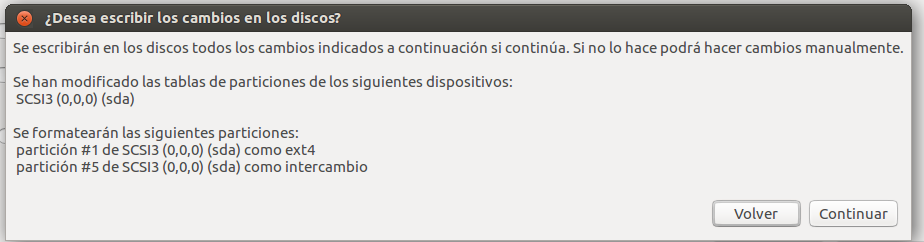 ¿Desea escribir los cambios en los discos?
Se escribirán en los discos todos los cambios indicados a continuación si continúa. Si no lo hace podrá hacer cambios manualmente.
Se han modificado las tablas de particiones de los siguientes dispositivos:
SCSI3 (0,0,0) (sda)
Se formatearán las siguientes particiones:
partición #1 de SCSI3 (0,0,0) (sda) como ext4
partición #5 de SCSI3 (0,0,0) (sda) como intercambio
Volver Continuar